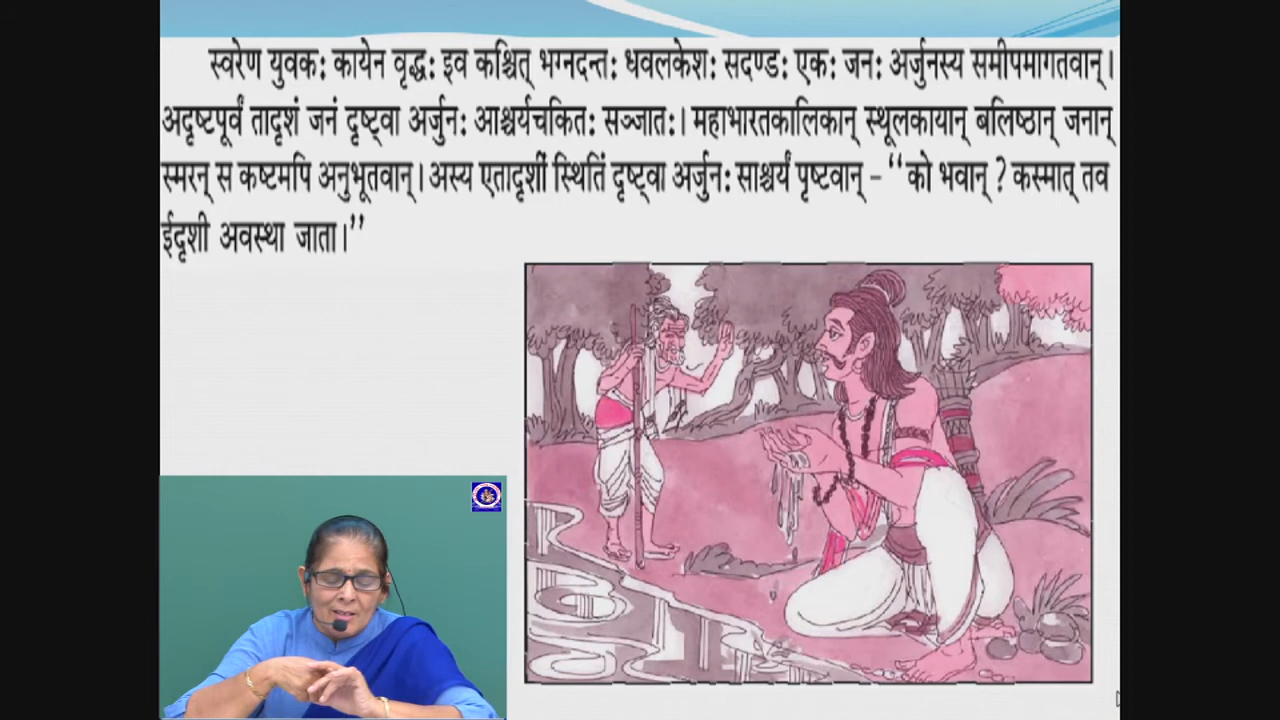 स्वरेण युवकः कायेन वृद्धः इव कश्चित् भग्नदन्तः धवलकेशः सदण्डः एकः जनः अर्जुनस्य समीपमागतवान्।
अदृष्टपूर्वं तादृशं जनं दृष्ट्वा अर्जुनः आश्चर्यचकितः सञ्जातः। महाभारतकालिकान् स्थूलकायान् बलिष्ठान् जनान्
स्मरन् स कष्टमपि अनुभूतवान्। अस्य एतादृशीं स्थितिं दृष्ट्वा अर्जुनः साश्चर्यं पृष्टवान् – “को भवान् ? कस्मात् तव
ईदृशी अवस्था जाता।”